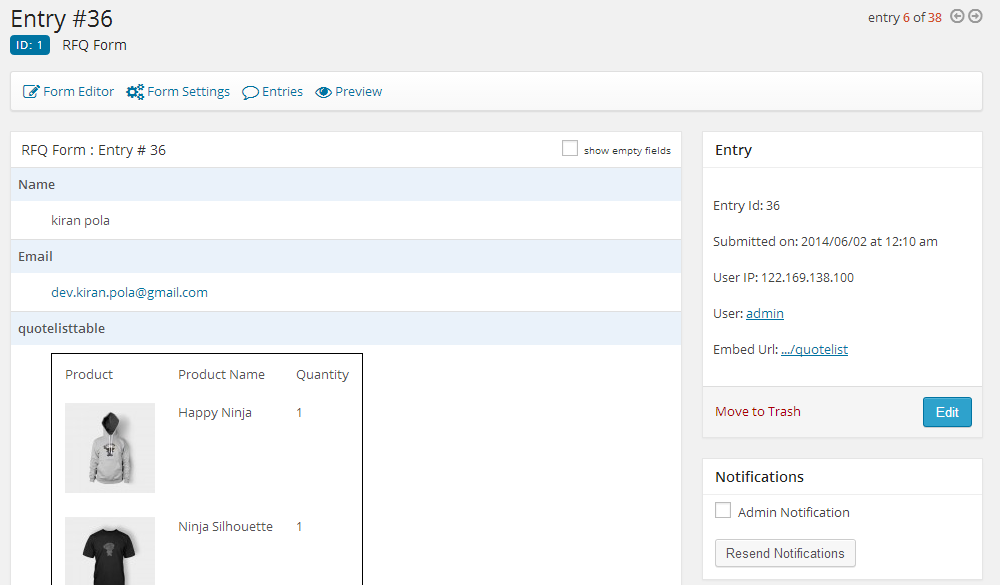 Entry #36
entry 6 of 38
ID: 1 RFQ Form
Form Editor Form Settings Entries Preview
RFQ Form : Entry # 36
show empty fields
Name
kiran pola
Email
dev.kiran.pola@gmail.com
quotelisttable
Product Product Name Quantity
Happy Ninja 1
Ninja Silhouette 1
Entry
Entry Id: 36
Submitted on: 2014/06/02 at 12:10 am
User IP: 122.169.138.100
User: admin
Embed Url: .../quotelist
Move to Trash Edit
Notifications
Admin Notification
Resend Notifications